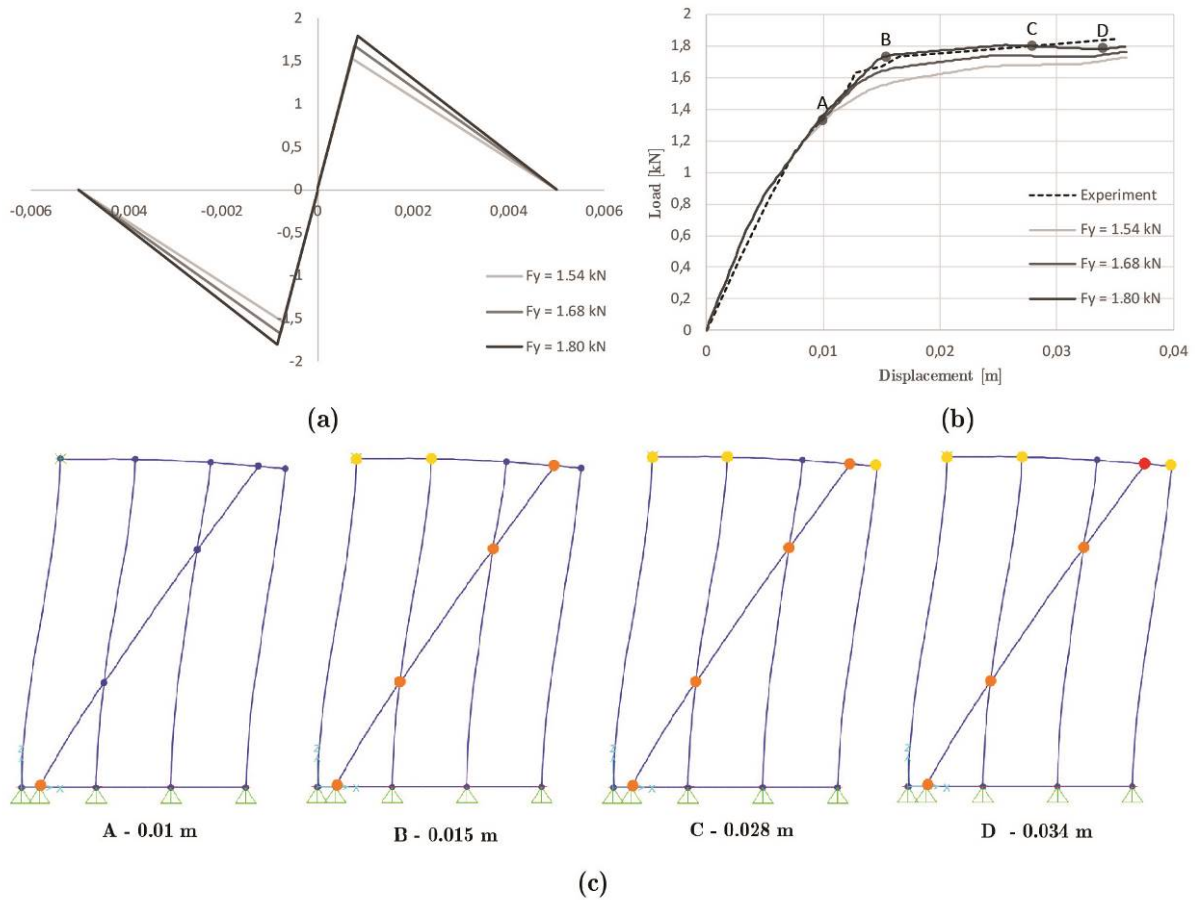 2
1,5
1
0,5
0
-0,5
-1
-1,5
-2
-0,006
-0,004
-0,002
0
0,002
0,004
0,006
Fy = 1.54 kN
Fy = 1.68 kN
Fy = 1.80 kN
(a)
Load [kN]
2
1,8
1,6
1,4
1,2
1
0,8
0,6
0,4
0,2
0
A
B
C
D
Experiment
Fy = 1.54 kN
Fy = 1.68 kN
Fy = 1.80 kN
0
0,01
0,02
0,03
0,04
Displacement [m]
(b)
A - 0.01 m
B - 0.015 m
C - 0.028 m
D - 0.034 m
(c)